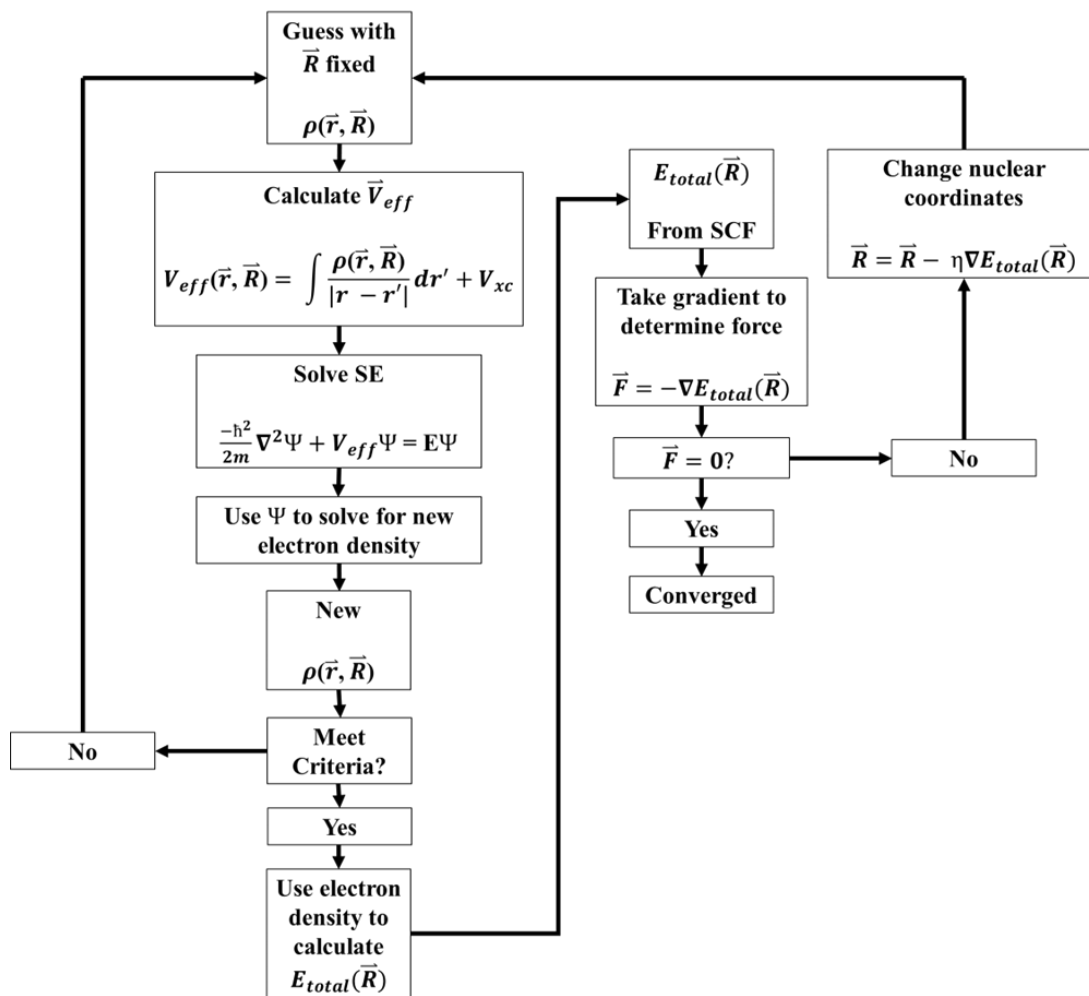 Guess with
R⃗ fixed
ρ(r⃗, R⃗)
Calculate V⃗eff
Veff(r⃗, R⃗) = ∫ ρ(r⃗, R⃗) / |r − r′| dr′ + Vxc
Solve SE
−ħ²/2m ∇²Ψ + VeffΨ = EΨ
Use Ψ to solve for new
electron density
New
ρ(r⃗, R⃗)
Meet
Criteria?
No
Yes
Use electron
density to
calculate
Etotal(R⃗)
Etotal(R⃗)
From SCF
Take gradient to
determine force
F⃗ = −∇Etotal(R⃗)
F⃗ = 0?
No
Yes
Converged
Change nuclear
coordinates
R⃗ = R⃗ − η∇Etotal(R⃗)